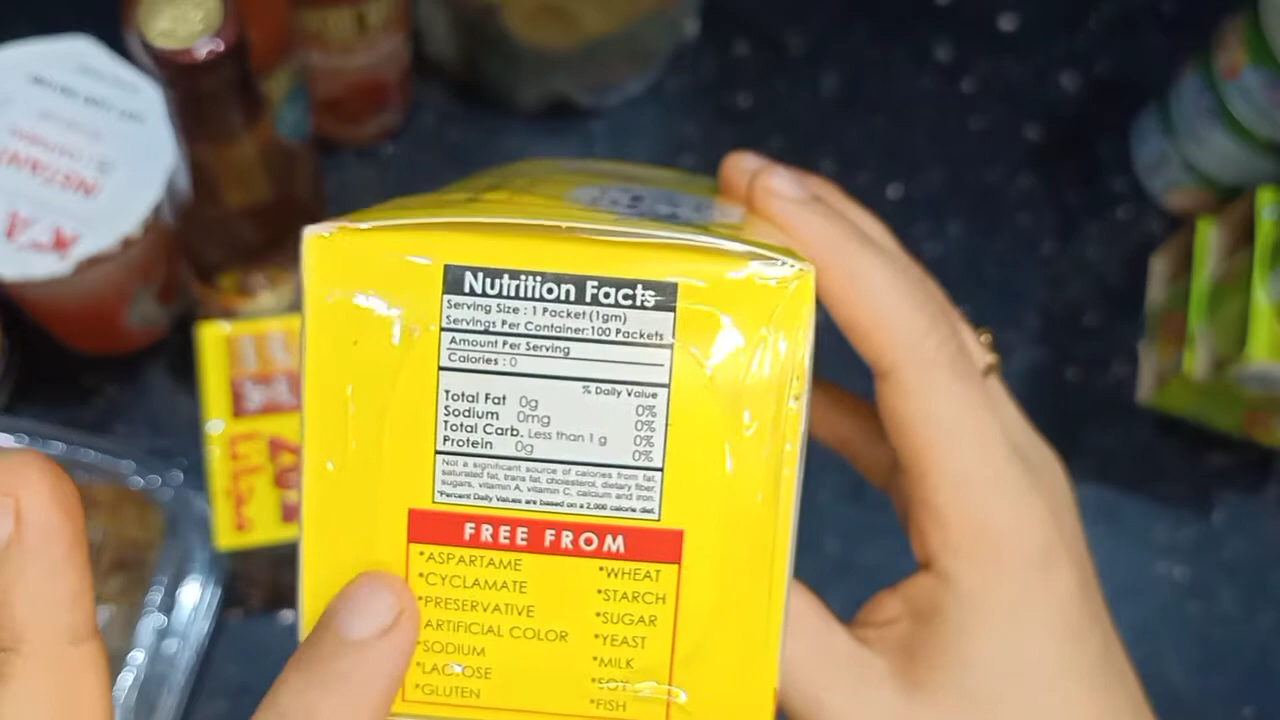 Nutrition Facts
Serving Size : 1 Packet (1gm)
Servings Per Container:100 Packets
Amount Per Serving
Calories : 0
% Daily Value
Total Fat 0g 0%
Sodium 0mg 0%
Total Carb. Less than 1 g 0%
Protein 0g 0%
Not a significant source of calories from fat,
saturated fat, trans fat, cholesterol, dietary fiber,
sugars, vitamin A, vitamin C, calcium and iron.
*Percent Daily Values are based on a 2,000 calorie diet.
FREE FROM
*ASPARTAME
*CYCLAMATE
*PRESERVATIVE
ARTIFICIAL COLOR
*SODIUM
*LACTOSE
*GLUTEN
*WHEAT
*STARCH
*SUGAR
*YEAST
*MILK
*SOY
*FISH
INSTANT